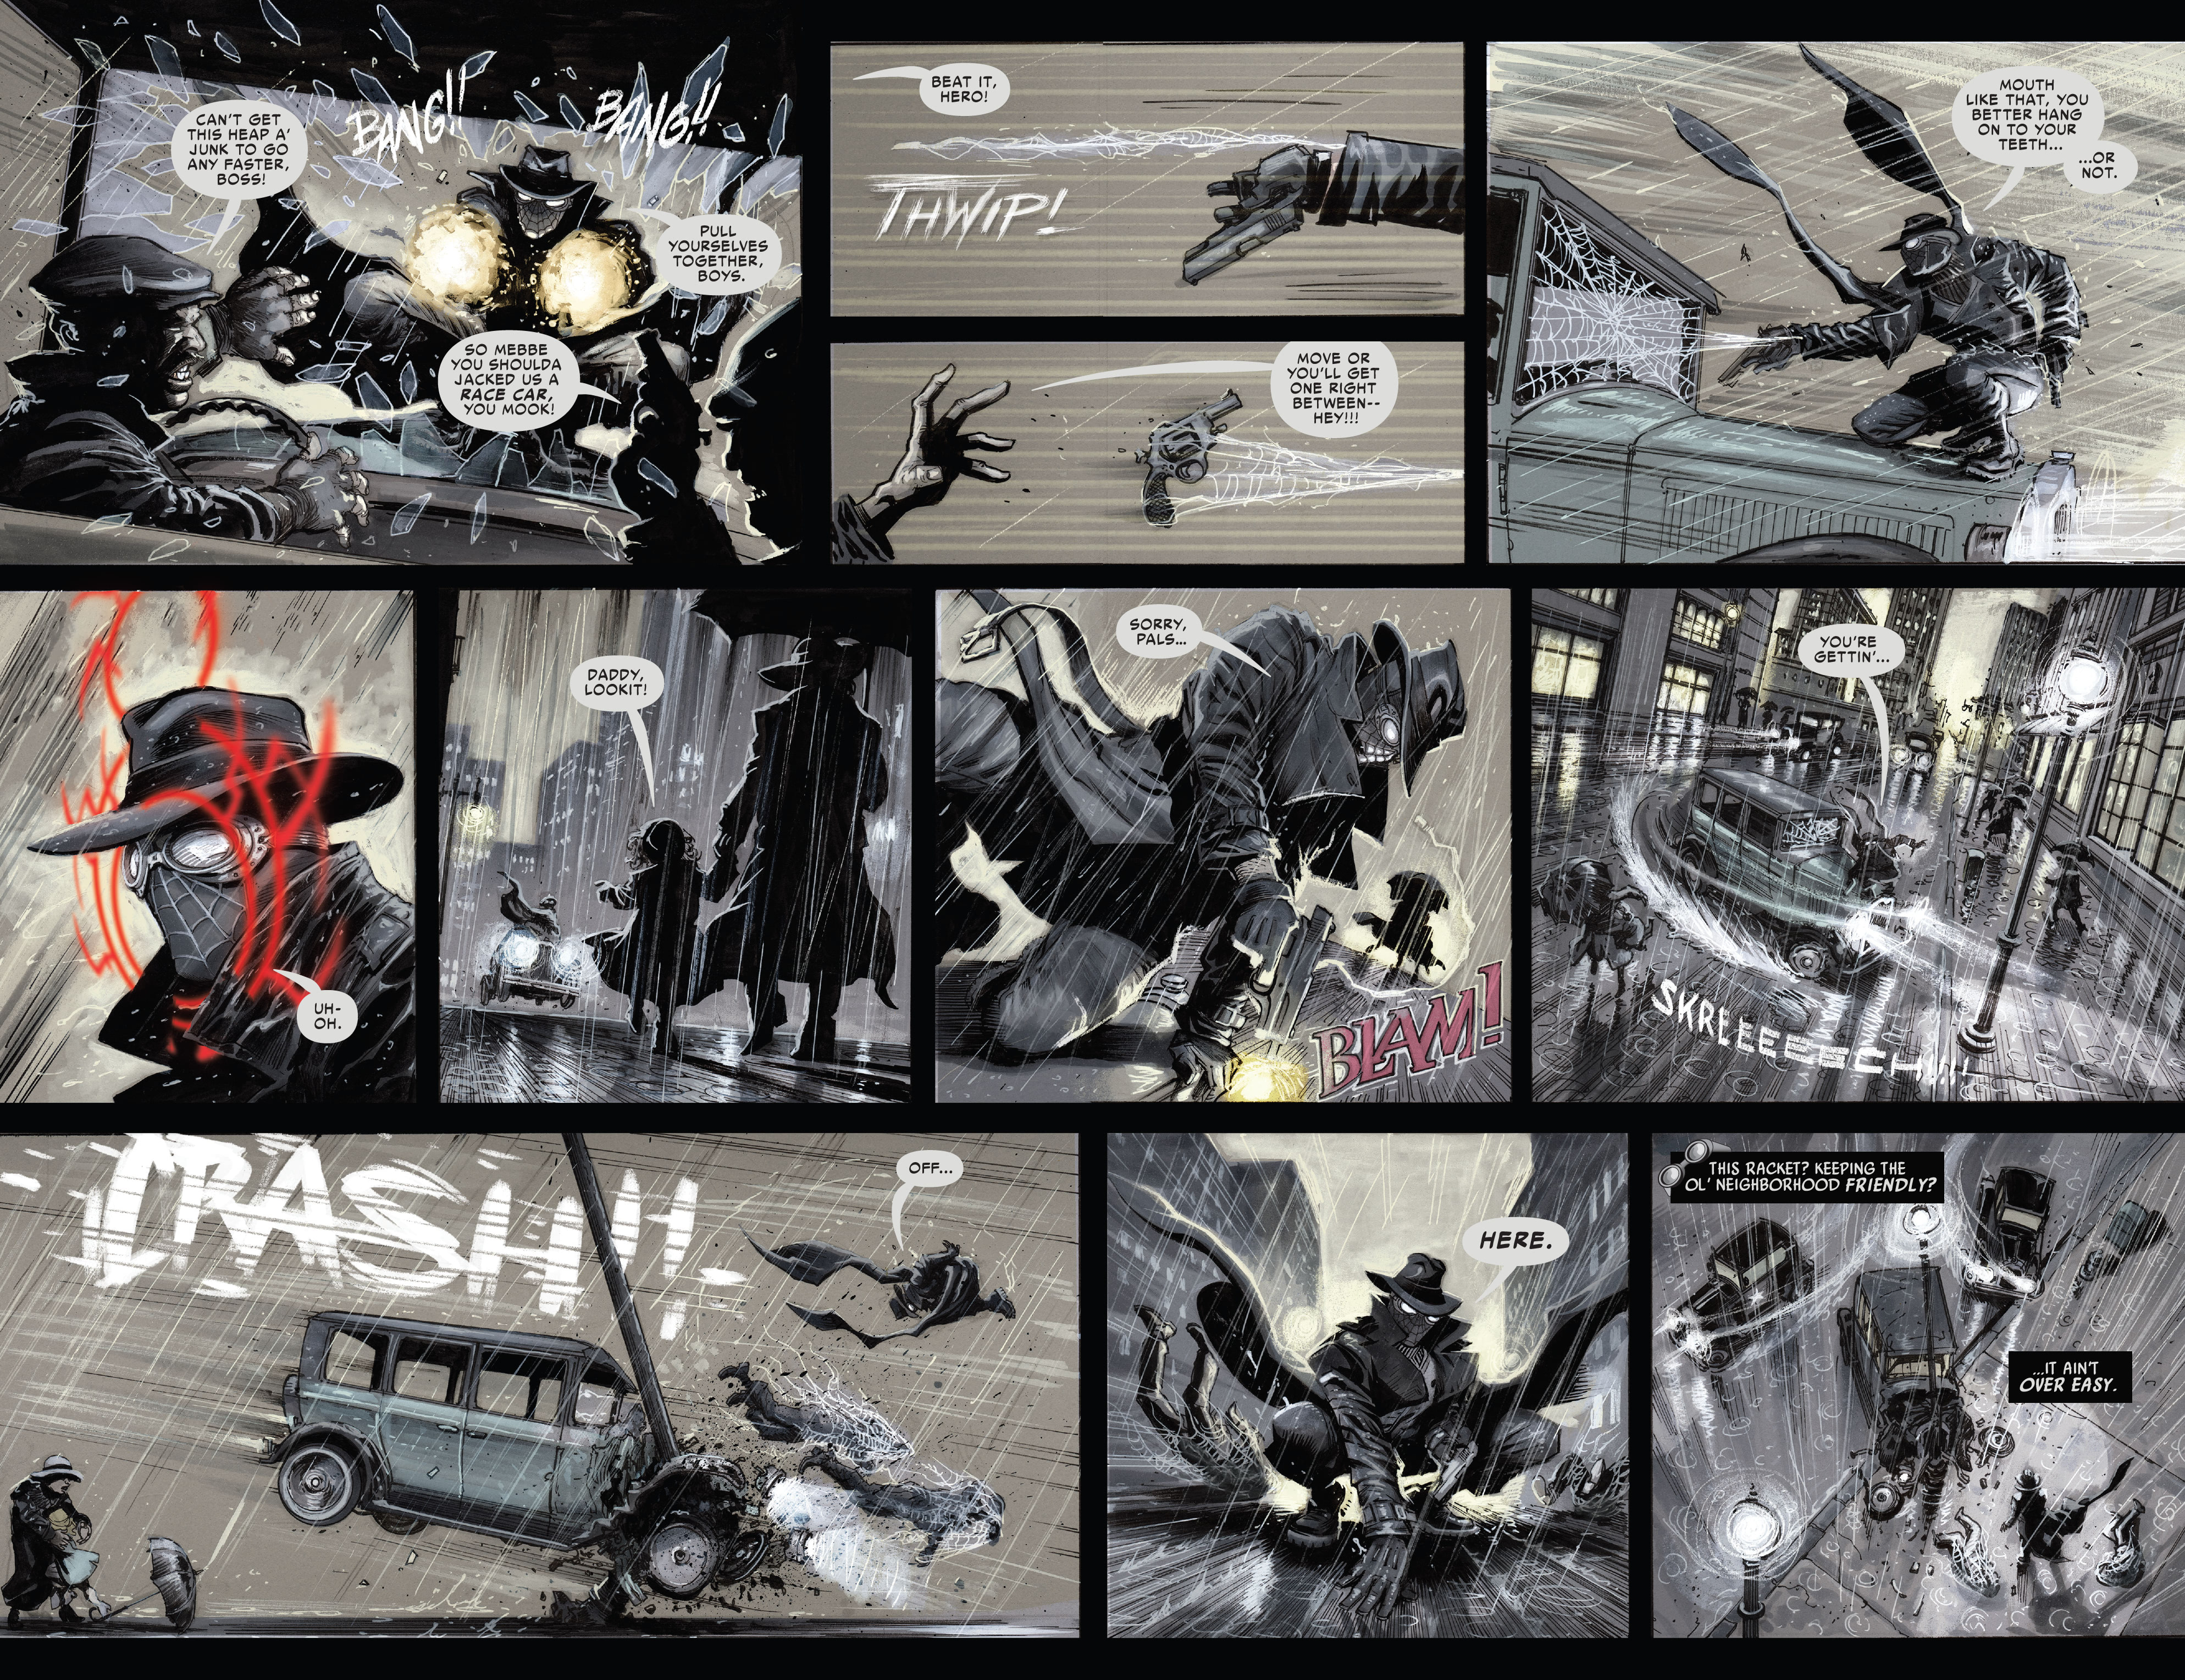 CAN'T GET
THIS HEAP A'
JUNK TO GO
ANY FASTER,
BOSS!
BANG!!
BANG!!
PULL
YOURSELVES
TOGETHER,
BOYS.
SO MEBBE
YOU SHOULDA
JACKED US A
RACE CAR,
YOU MOOK!
BEAT IT,
HERO!
THWIP!
MOVE OR
YOU'LL GET
ONE RIGHT
BETWEEN--
HEY!!!
MOUTH
LIKE THAT, YOU
BETTER HANG
ON TO YOUR
TEETH...
...OR
NOT.
UH-
OH.
DADDY,
LOOKIT!
SORRY,
PALS...
BLAM!
YOU'RE
GETTIN'...
SKREEEEEECH!!!!
CRASH!!
OFF...
HERE.
THIS RACKET? KEEPING THE
OL' NEIGHBORHOOD FRIENDLY?
...IT AIN'T
OVER EASY.